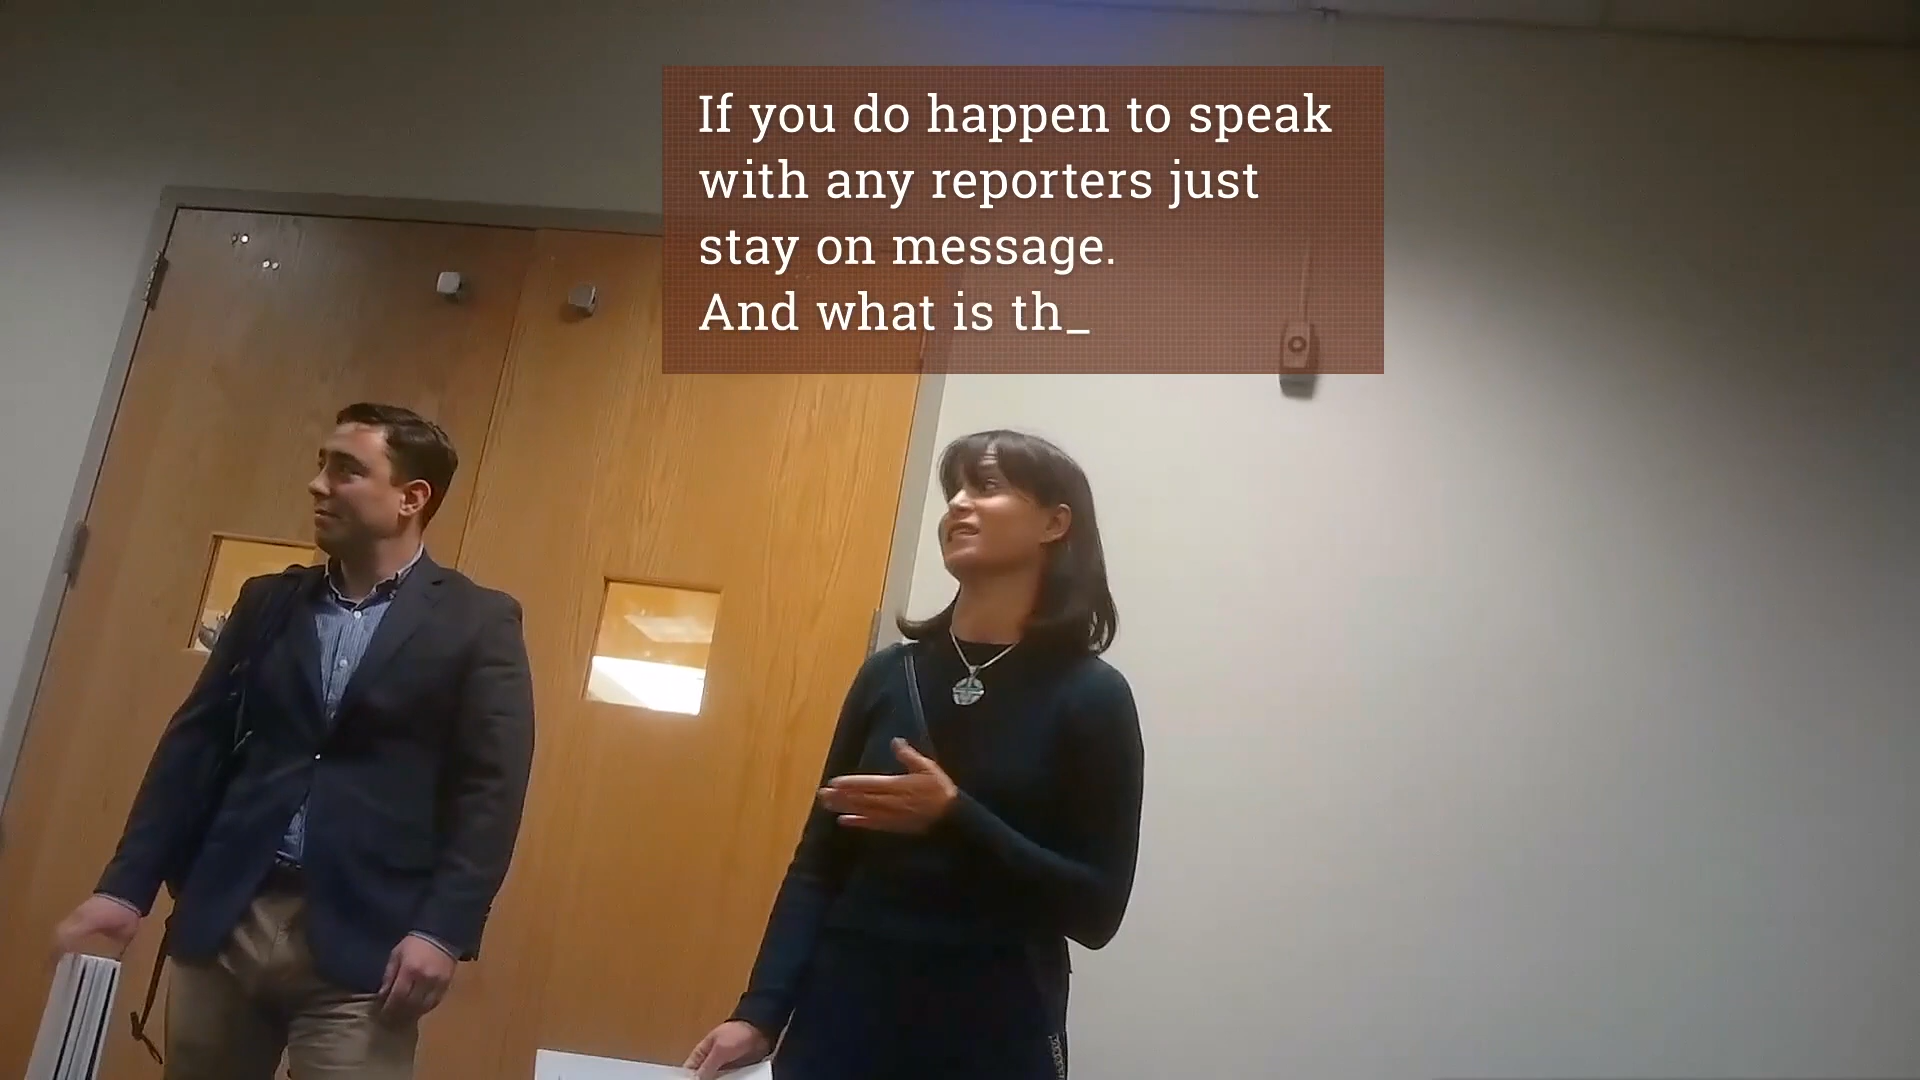 If you do happen to speak
with any reporters just
stay on message.
And what is th_